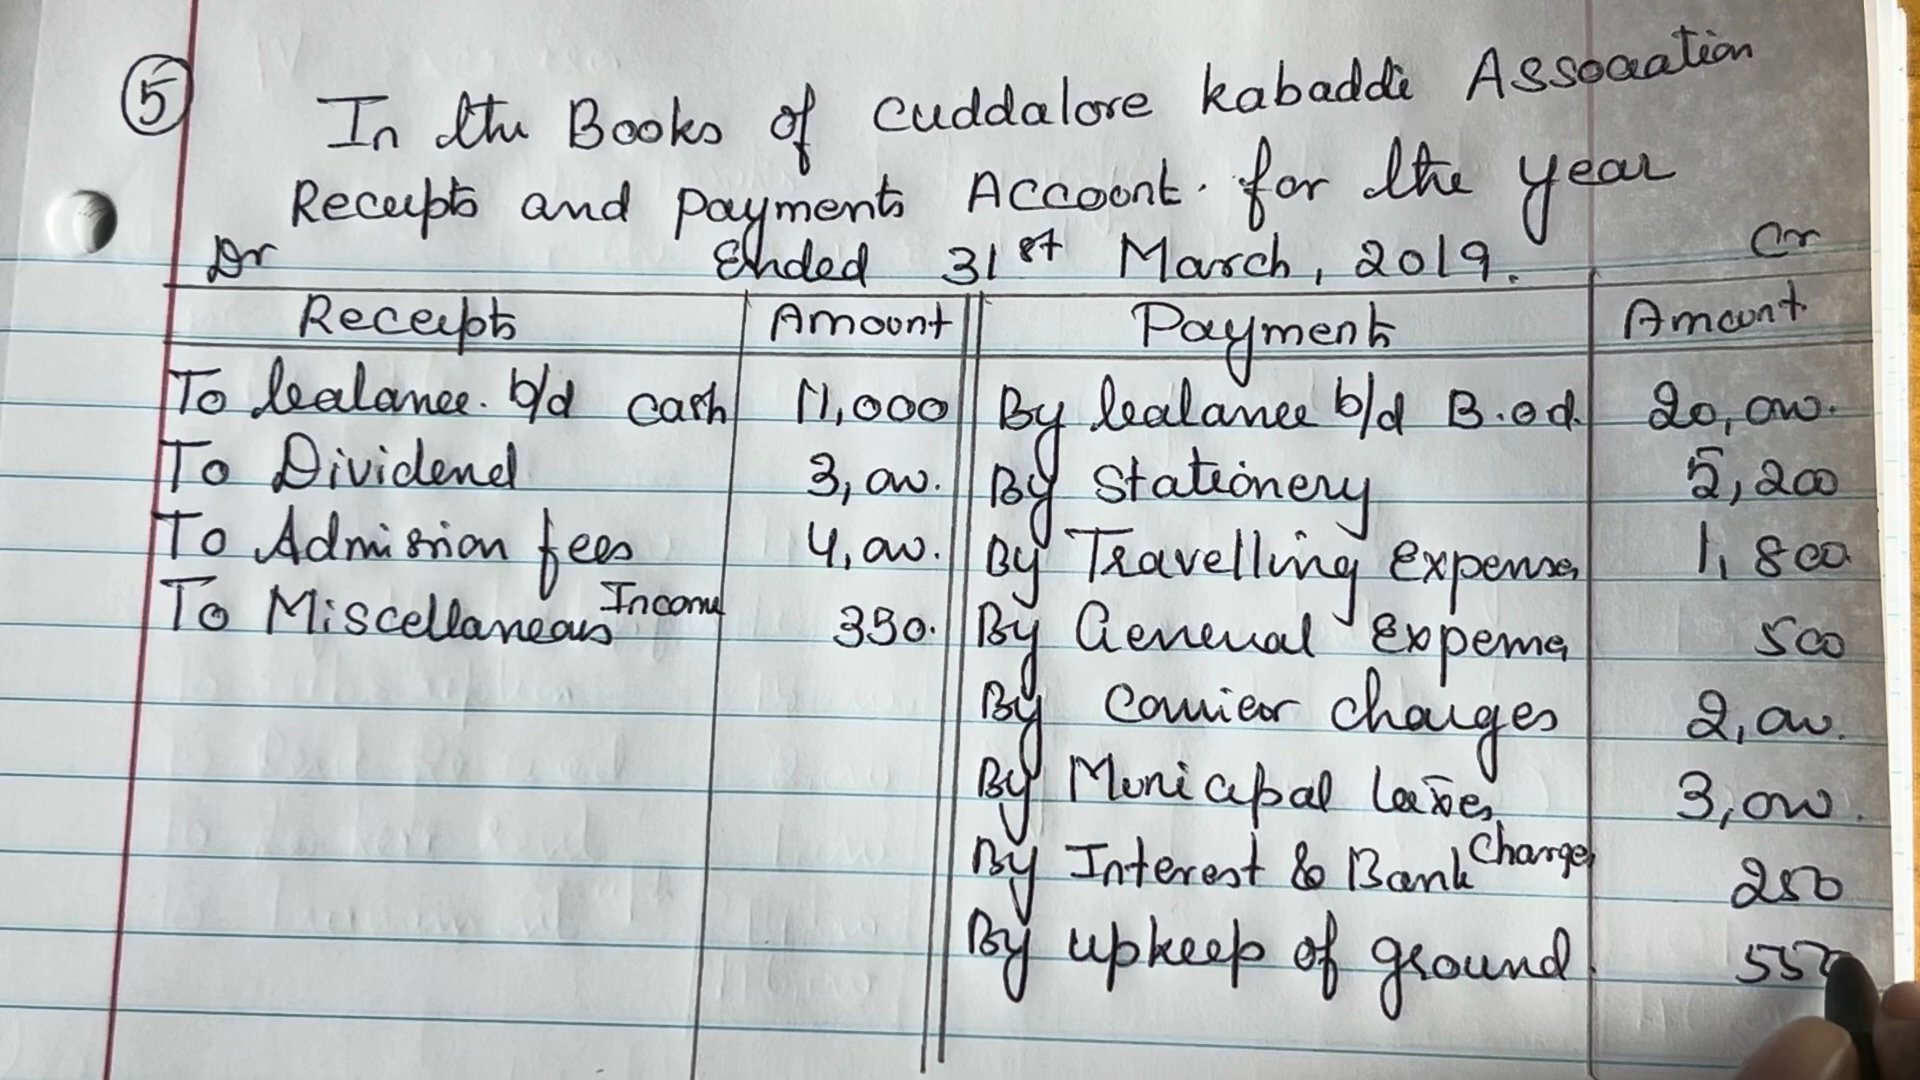 5
In the Books of Cuddalore kabaddi Association
Receipts and Payments Account for the year
Dr Ended 31st March, 2019. Cr
Receipts Amount Payments Amount
To balance b/d cash 11,000 By balance b/d B.od. 20,000.
To Dividend 3,000. By Stationery 5,200
To Admission fees 4,000. By Travelling Expenses 1,800
To Miscellaneous Income 350. By General Expenses 500
By courier charges 2,000.
By Municipal taxes 3,000.
By Interest & Bank Charges 250
By upkeep of ground. 550